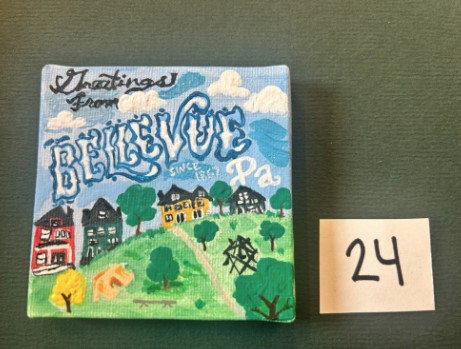 Greetings
From
BELLEVUE
SINCE
1867
Pa
24